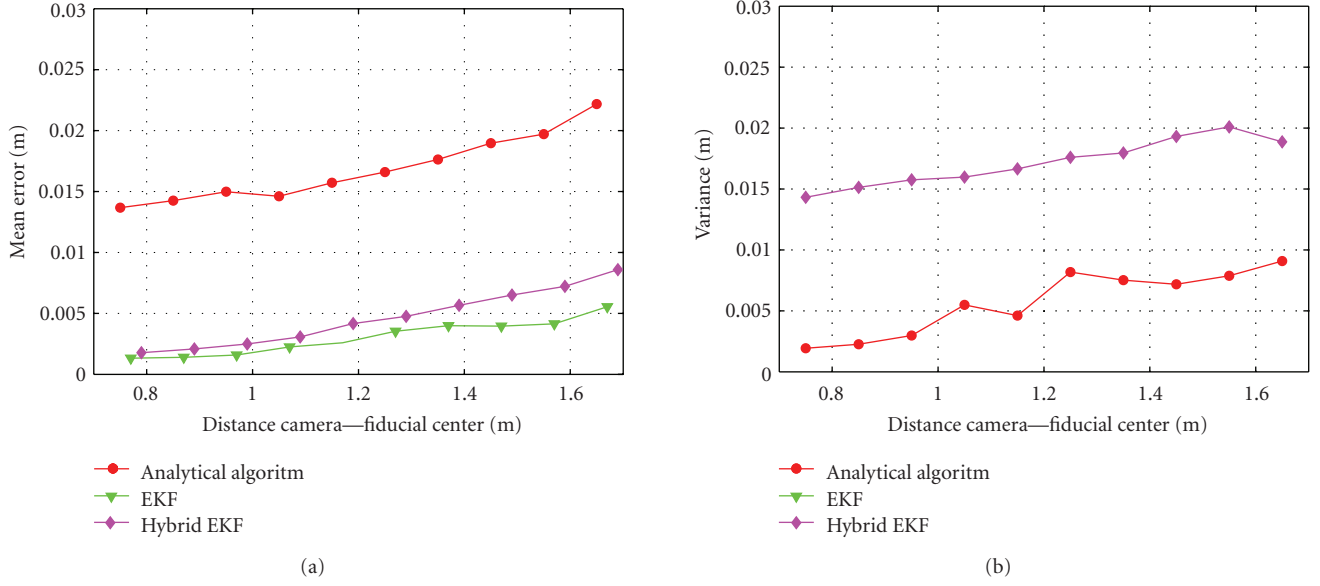 0.03
0.025
0.02
0.015
0.01
0.005
0
Mean error (m)
0.8
1
1.2
1.4
1.6
Distance camera—fiducial center (m)
Analytical algoritm
EKF
Hybrid EKF
(a)
0.03
0.025
0.02
0.015
0.01
0.005
0
Variance (m)
0.8
1
1.2
1.4
1.6
Distance camera—fiducial center (m)
Analytical algoritm
EKF
Hybrid EKF
(b)